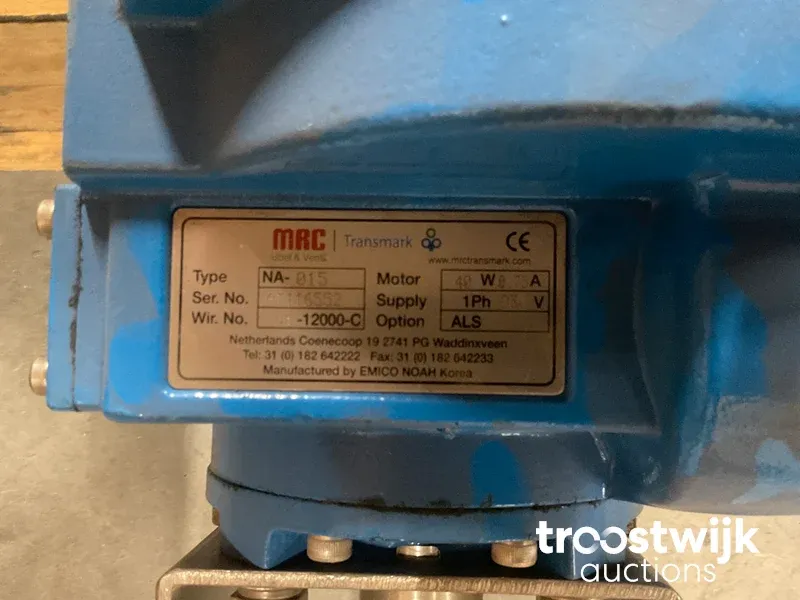 MRC | Transmark CE
www.mrctransmark.com
Type NA- 015 Motor 40 W A
Ser. No. Supply 1Ph V
Wir. No. -12000-C Option ALS
Netherlands Coenecoop 19 2741 PG Waddinxveen
Tel: 31 (0) 182 642222 Fax: 31 (0) 182 642233
Manufactured by EMICO NOAH Korea
troostwijk
auctions